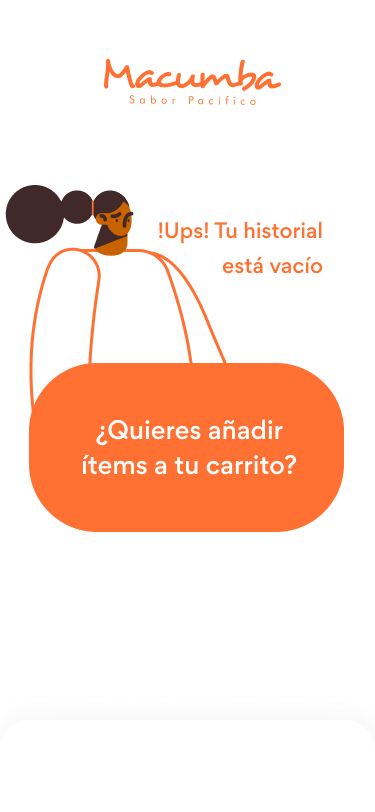 Macumba
Sabor Pacífico
!Ups! Tu historial
está vacío
¿Quieres añadir
ítems a tu carrito?